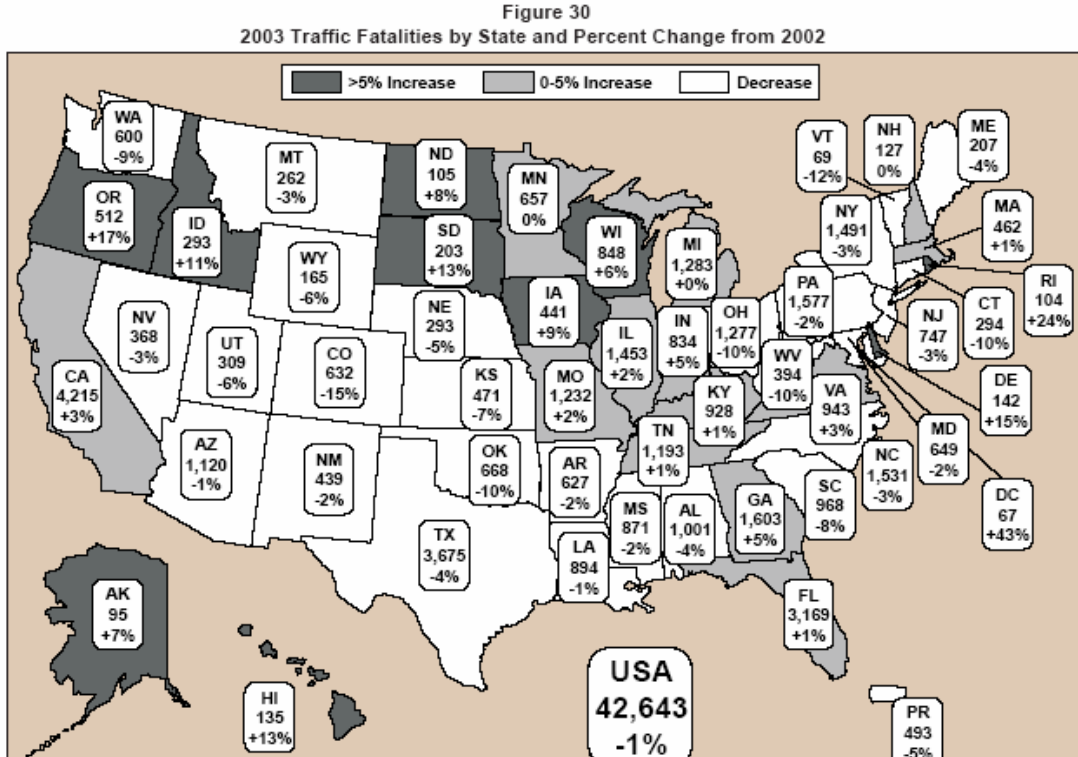 Figure 30
2003 Traffic Fatalities by State and Percent Change from 2002
>5% Increase
0-5% Increase
Decrease
WA
600
-9%
MT
262
-3%
ND
105
+8%
MN
657
0%
VT
69
-12%
NH
127
0%
ME
207
-4%
OR
512
+17%
ID
293
+11%
WY
165
-6%
SD
203
+13%
WI
848
+6%
MI
1,283
+0%
NY
1,491
-3%
MA
462
+1%
RI
104
+24%
CT
294
-10%
NJ
747
-3%
PA
1,577
-2%
OH
1,277
-10%
IN
834
+5%
IL
1,453
+2%
IA
441
+9%
NE
293
-5%
NV
368
-3%
UT
309
-6%
CO
632
-15%
CA
4,215
+3%
KS
471
-7%
MO
1,232
+2%
KY
928
+1%
WV
394
-10%
VA
943
+3%
DE
142
+15%
MD
649
-2%
DC
67
+43%
AZ
1,120
-1%
NM
439
-2%
OK
668
-10%
AR
627
-2%
TN
1,193
+1%
NC
1,531
-3%
SC
968
-8%
TX
3,675
-4%
LA
894
-1%
MS
871
-2%
AL
1,001
-4%
GA
1,603
+5%
FL
3,169
+1%
AK
95
+7%
HI
135
+13%
USA
42,643
-1%
PR
493
-5%